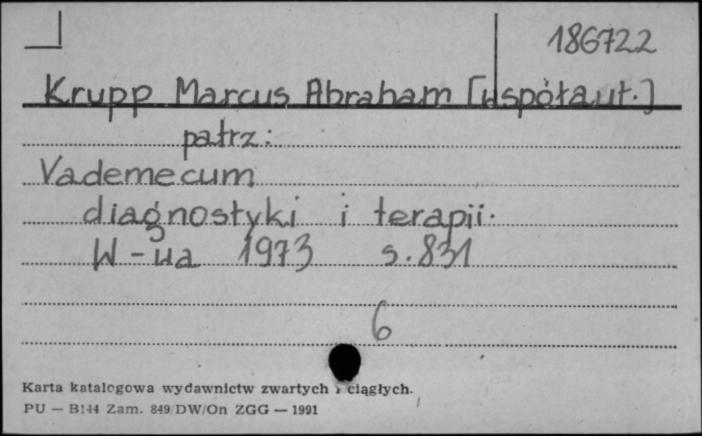 186722
Krupp Marcus Abraham [współaut.]
patrz:
Vademecum
diagnostyki i terapii.
W-wa 1973 s. 831
6
Karta katalogowa wydawnictw zwartych i ciągłych.
PU — B144 Zam. 849/DW/On ZGG — 1991